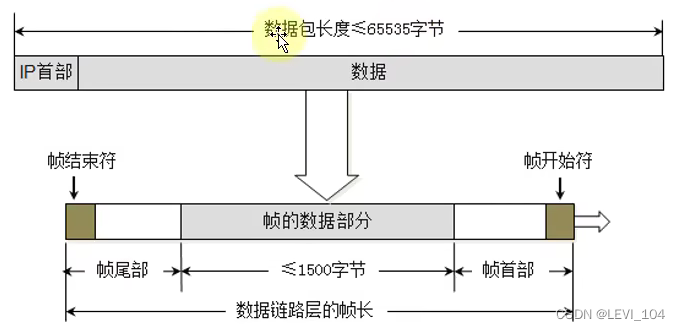 数据包长度≤65535字节
IP首部 数据
帧结束符 帧开始符
帧的数据部分
帧尾部 ≤1500字节 帧首部
数据链路层的帧长
CSDN @LEVI_104